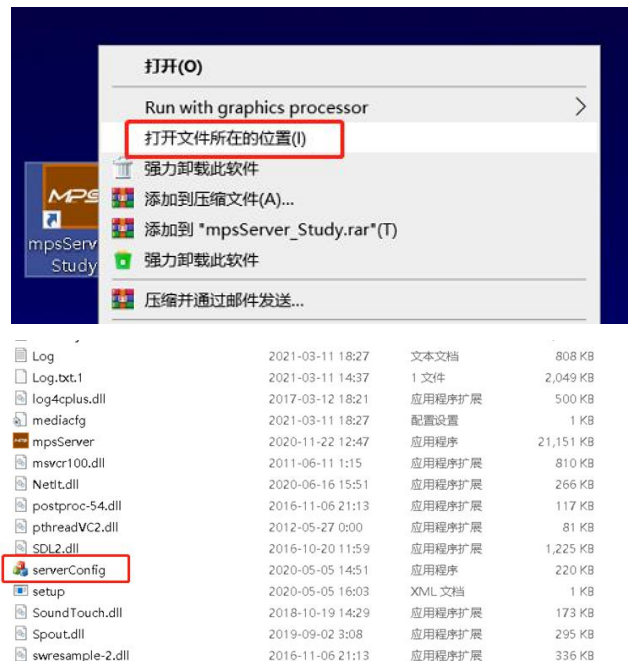 打开(O)
Run with graphics processor
打开文件所在的位置(I)
强力卸载此软件
添加到压缩文件(A)...
添加到 "mpsServer_Study.rar"(T)
强力卸载此软件
压缩并通过邮件发送...
MPS
mpsServ
Study
Log 2021-03-11 18:27 文本文档 808 KB
Log.txt.1 2021-03-11 14:37 1 文件 2,049 KB
log4cplus.dll 2017-03-12 18:21 应用程序扩展 500 KB
mediacfg 2021-03-11 18:27 配置设置 1 KB
mpsServer 2020-11-22 12:47 应用程序 21,151 KB
msvcr100.dll 2011-06-11 1:15 应用程序扩展 810 KB
NetIt.dll 2020-06-16 15:51 应用程序扩展 266 KB
postproc-54.dll 2016-11-06 21:13 应用程序扩展 117 KB
pthreadVC2.dll 2012-05-27 0:00 应用程序扩展 81 KB
SDL2.dll 2016-10-20 11:59 应用程序扩展 1,225 KB
serverConfig 2020-05-05 14:51 应用程序 220 KB
setup 2020-05-05 16:03 XML 文档 1 KB
SoundTouch.dll 2018-10-19 14:29 应用程序扩展 173 KB
Spout.dll 2019-09-02 3:08 应用程序扩展 295 KB
swresample-2.dll 2016-11-06 21:13 应用程序扩展 336 KB